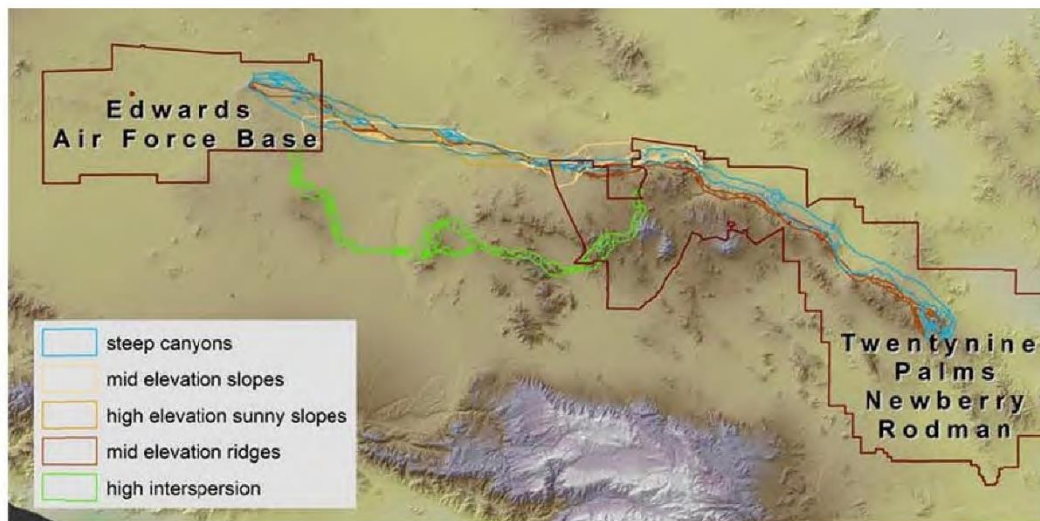 Edwards
Air Force Base
steep canyons
mid elevation slopes
high elevation sunny slopes
mid elevation ridges
high interspersion
Twentynine
Palms
Newberry
Rodman